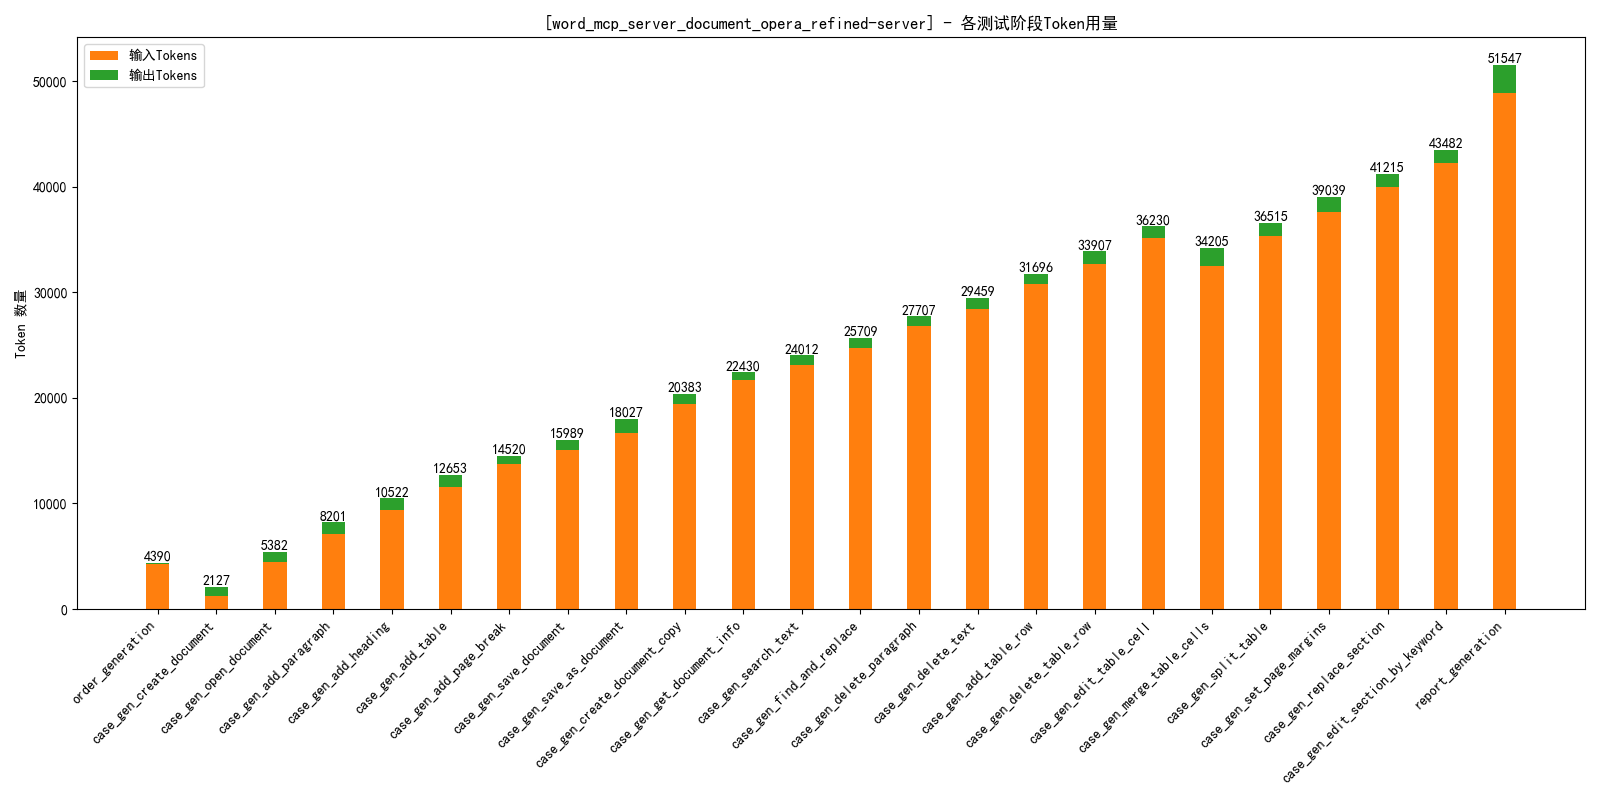 [word_mcp_server_document_opera_refined-server] - 各测试阶段Token用量
输入Tokens
输出Tokens
Token 数量
50000
40000
30000
20000
10000
0
4390
2127
5382
8201
10522
12653
14520
15989
18027
20383
22430
24012
25709
27707
29459
31696
33907
36230
34205
36515
39039
41215
43482
51547
order_generation
case_gen_create_document
case_gen_open_document
case_gen_add_paragraph
case_gen_add_heading
case_gen_add_table
case_gen_add_page_break
case_gen_save_document
case_gen_save_as_document
case_gen_create_document_copy
case_gen_get_document_info
case_gen_search_text
case_gen_find_and_replace
case_gen_delete_paragraph
case_gen_delete_text
case_gen_add_table_row
case_gen_delete_table_row
case_gen_edit_table_cell
case_gen_merge_table_cells
case_gen_split_table
case_gen_set_page_margins
case_gen_replace_section
case_gen_edit_section_by_keyword
report_generation